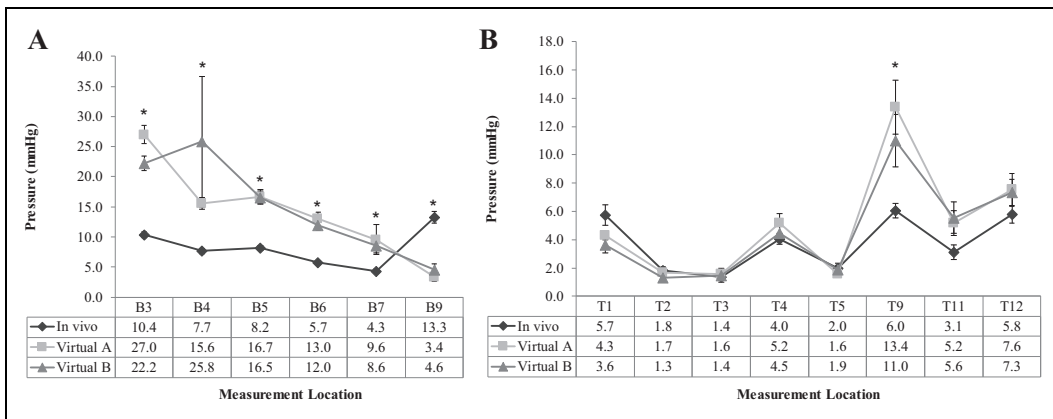 A
40.0
35.0
30.0
25.0
20.0
15.0
10.0
5.0
0.0
Pressure (mmHg)
* * * * * *
B3 B4 B5 B6 B7 B9
In vivo 10.4 7.7 8.2 5.7 4.3 13.3
Virtual A 27.0 15.6 16.7 13.0 9.6 3.4
Virtual B 22.2 25.8 16.5 12.0 8.6 4.6
Measurement Location
B
18.0
16.0
14.0
12.0
10.0
8.0
6.0
4.0
2.0
0.0
Pressure (mmHg)
*
T1 T2 T3 T4 T5 T9 T11 T12
In vivo 5.7 1.8 1.4 4.0 2.0 6.0 3.1 5.8
Virtual A 4.3 1.7 1.6 5.2 1.6 13.4 5.2 7.6
Virtual B 3.6 1.3 1.4 4.5 1.9 11.0 5.6 7.3
Measurement Location